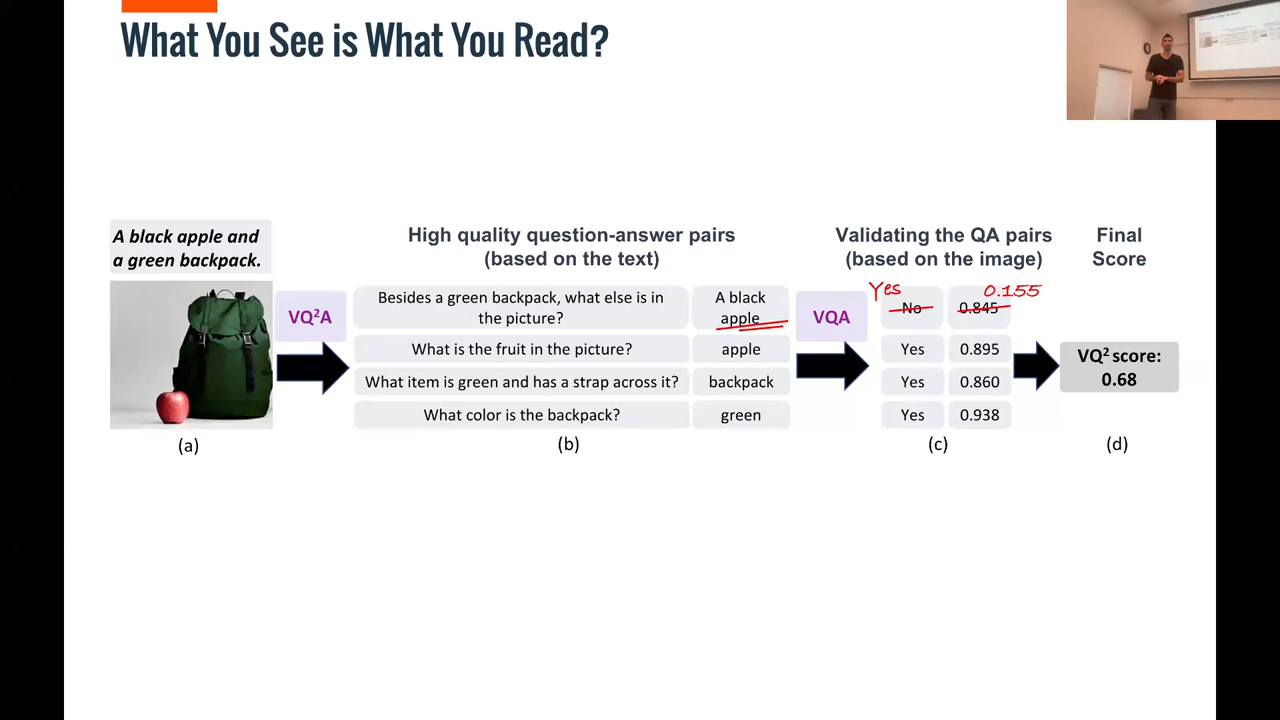 What You See is What You Read?
A black apple and
a green backpack.
(a)
VQ²A
High quality question-answer pairs
(based on the text)
Besides a green backpack, what else is in
the picture?
A black
apple
What is the fruit in the picture?
apple
What item is green and has a strap across it?
backpack
What color is the backpack?
green
(b)
VQA
Validating the QA pairs
(based on the image)
Yes
0.155
No
0.845
Yes
0.895
Yes
0.860
Yes
0.938
(c)
Final
Score
VQ² score:
0.68
(d)